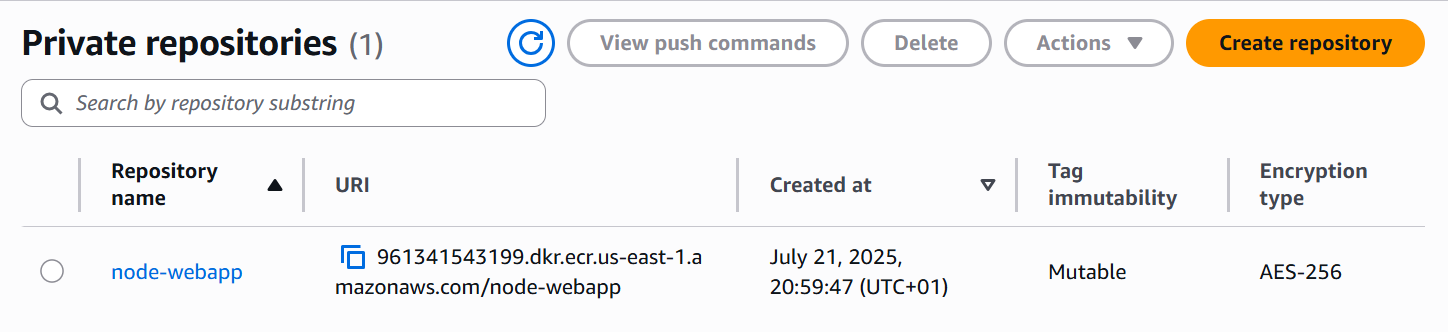 Private repositories (1)
View push commands
Delete
Actions
Create repository
Search by repository substring
Repository
name
URI
Created at
Tag
immutability
Encryption
type
node-webapp
961341543199.dkr.ecr.us-east-1.a
mazonaws.com/node-webapp
July 21, 2025,
20:59:47 (UTC+01)
Mutable
AES-256